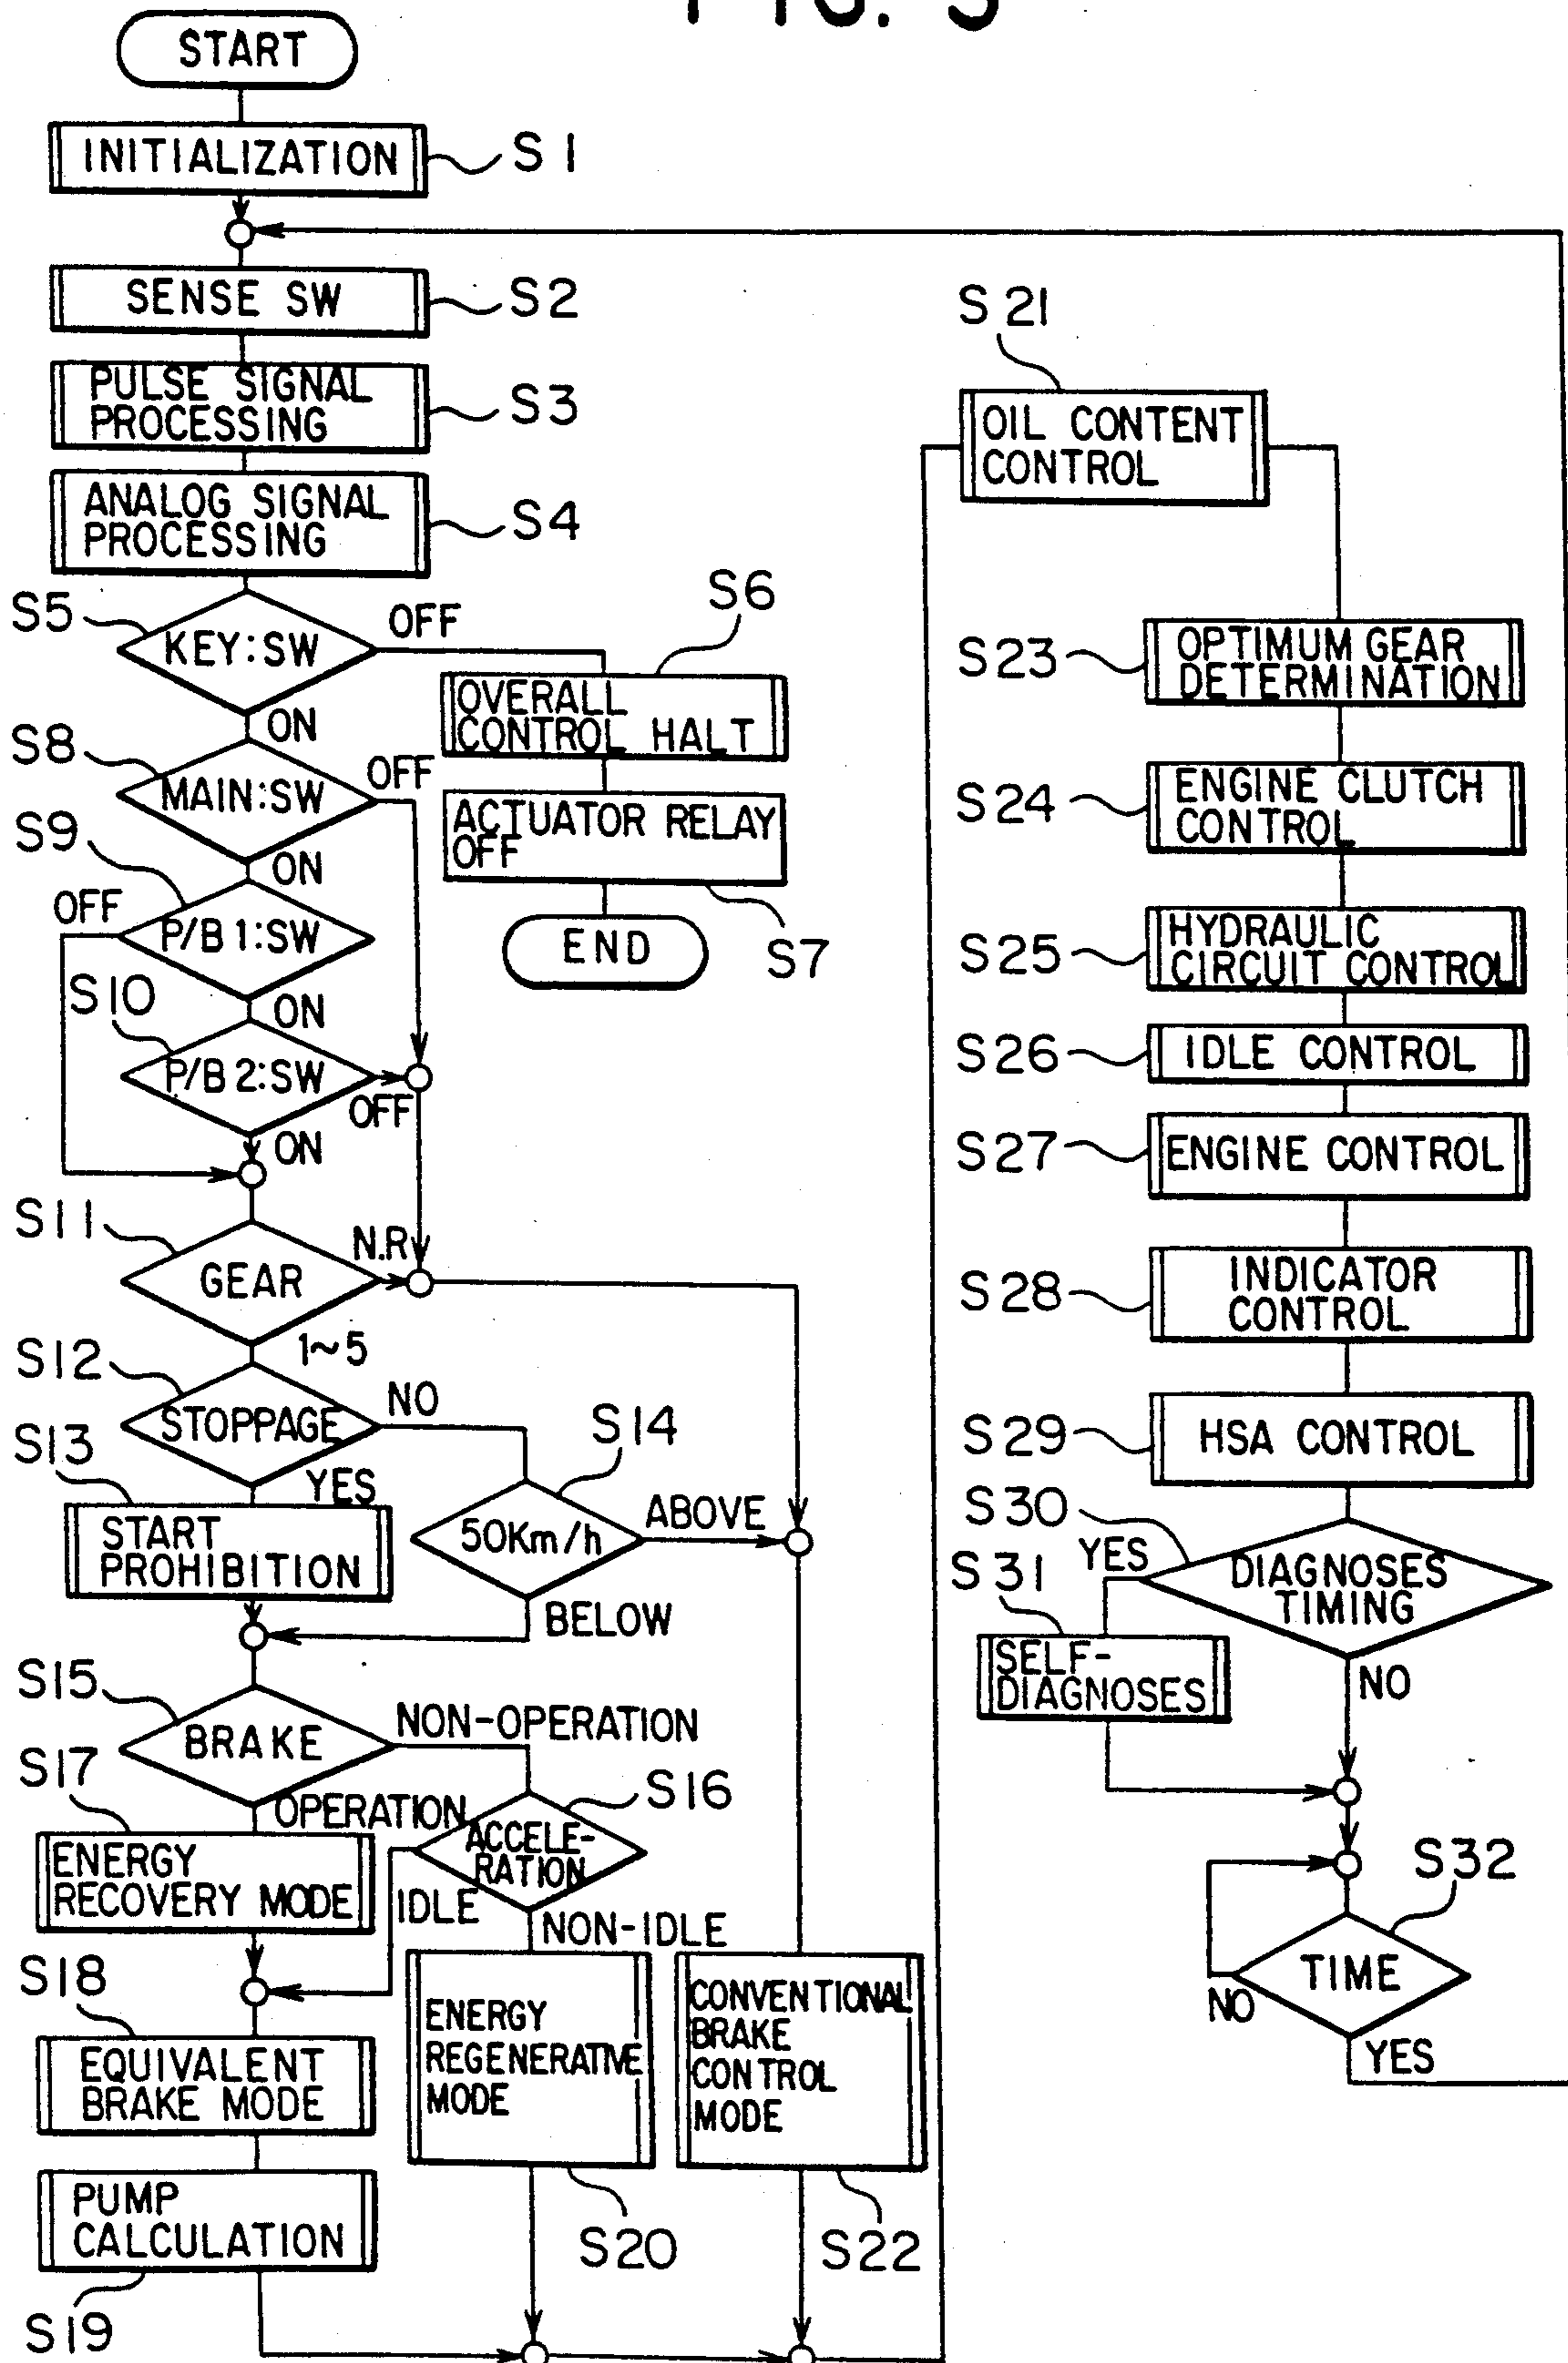 FIG. 5
START
INITIALIZATION
S1
SENSE SW
S2
PULSE SIGNAL
PROCESSING
S3
ANALOG SIGNAL
PROCESSING
S4
S5
KEY:SW
OFF
ON
S6
OVERALL
CONTROL HALT
ACTUATOR RELAY
OFF
S7
END
S8
MAIN:SW
OFF
ON
S9
P/B1:SW
OFF
ON
S10
P/B2:SW
OFF
ON
S11
GEAR
N.R
1~5
S12
STOPPAGE
NO
YES
S13
START
PROHIBITION
S14
50Km/h
ABOVE
BELOW
S15
BRAKE
NON-OPERATION
OPERATION
S16
ACCELE-
RATION
IDLE
NON-IDLE
S17
ENERGY
RECOVERY MODE
S18
EQUIVALENT
BRAKE MODE
PUMP
CALCULATION
S19
ENERGY
REGENERATIVE
MODE
S20
CONVENTIONAL
BRAKE
CONTROL
MODE
S22
S21
OIL CONTENT
CONTROL
S23
OPTIMUM GEAR
DETERMINATION
S24
ENGINE CLUTCH
CONTROL
S25
HYDRAULIC
CIRCUIT CONTROL
S26
IDLE CONTROL
S27
ENGINE CONTROL
S28
INDICATOR
CONTROL
S29
HSA CONTROL
S30
DIAGNOSES
TIMING
YES
NO
S31
SELF-
DIAGNOSES
S32
TIME
NO
YES